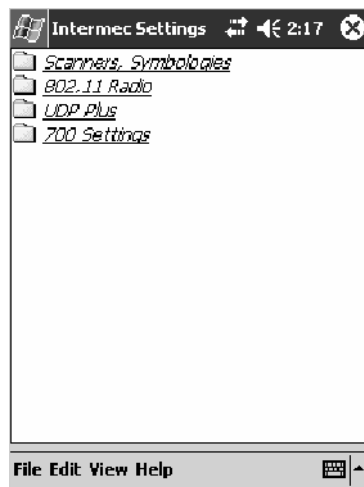 Intermec Settings 2:17
Scanners, Symbologies
802.11 Radio
UDP Plus
700 Settings
File Edit View Help